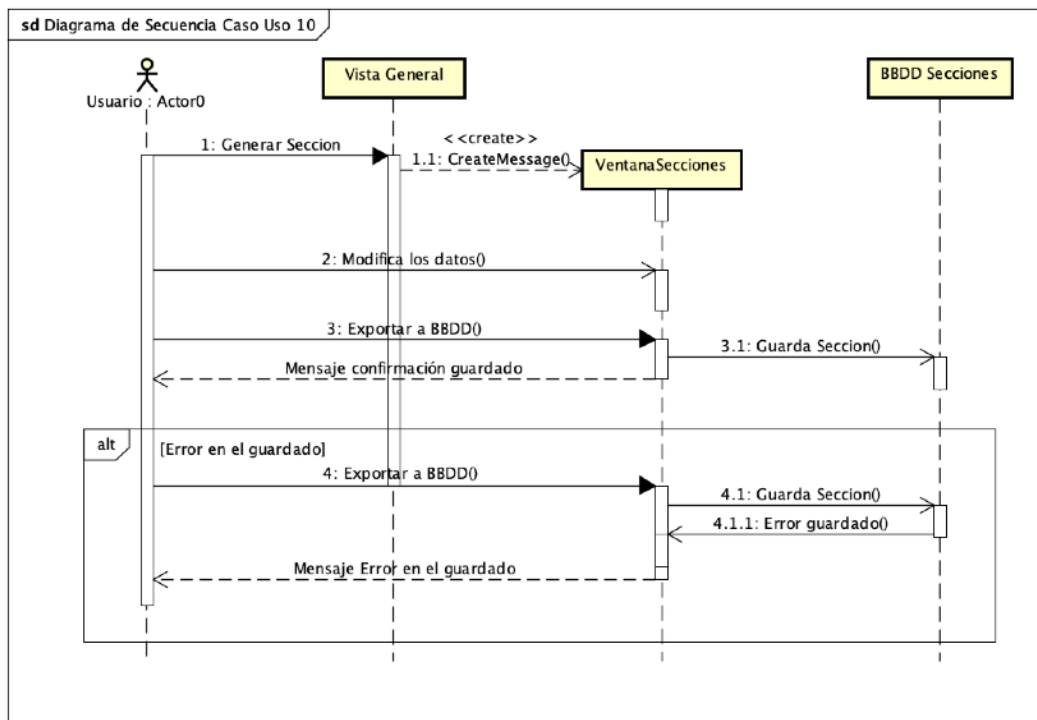 sd Diagrama de Secuencia Caso Uso 10
Usuario : Actor0
Vista General
BBDD Secciones
1: Generar Seccion
<<create>>
1.1: CreateMessage()
VentanaSecciones
2: Modifica los datos()
3: Exportar a BBDD()
3.1: Guarda Seccion()
Mensaje confirmación guardado
alt
[Error en el guardado]
4: Exportar a BBDD()
4.1: Guarda Seccion()
4.1.1: Error guardado()
Mensaje Error en el guardado